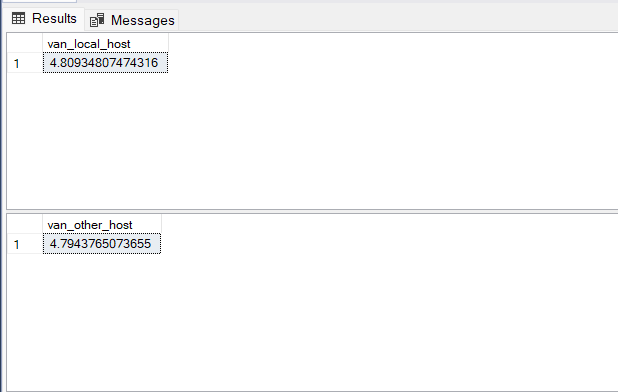 Results Messages
van_local_host
1 4.80934807474316
van_other_host
1 4.7943765073655